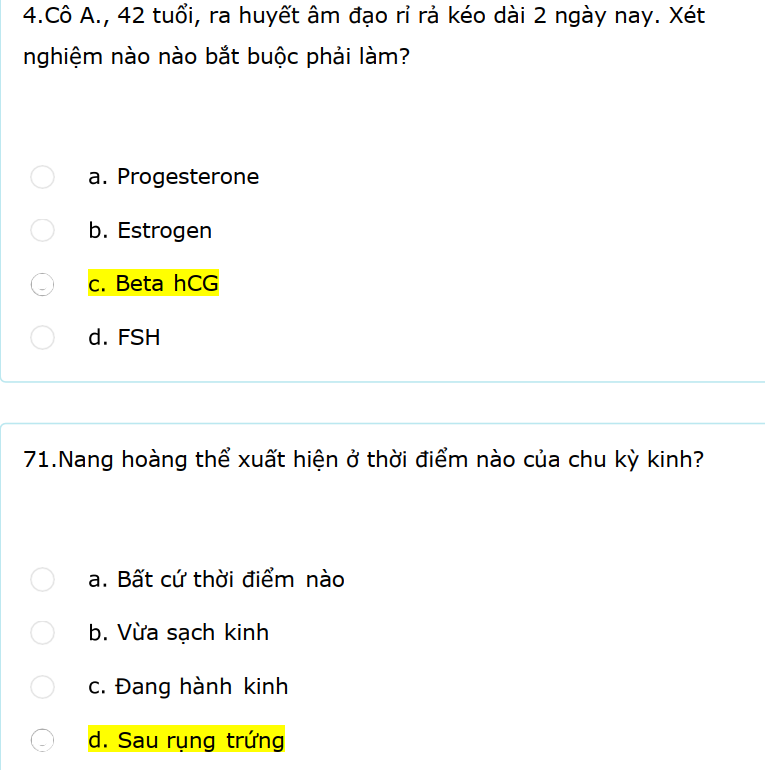 4.Cô A., 42 tuổi, ra huyết âm đạo rỉ rả kéo dài 2 ngày nay. Xét
nghiệm nào nào bắt buộc phải làm?
a. Progesterone
b. Estrogen
c. Beta hCG
d. FSH
71.Nang hoàng thể xuất hiện ở thời điểm nào của chu kỳ kinh?
a. Bất cứ thời điểm nào
b. Vừa sạch kinh
c. Đang hành kinh
d. Sau rụng trứng